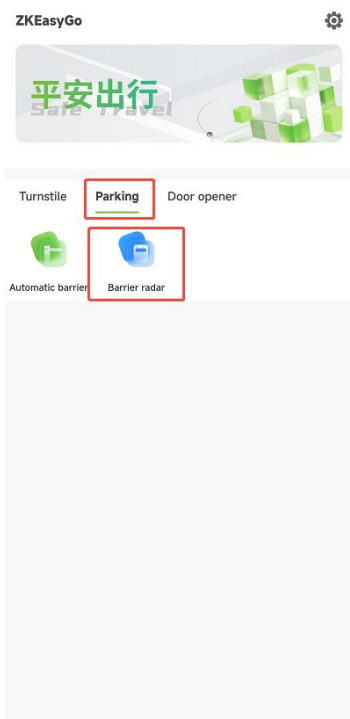 ZKEasyGo
平安出行
Safe Travel
Turnstile Parking Door opener
Automatic barrier Barrier radar